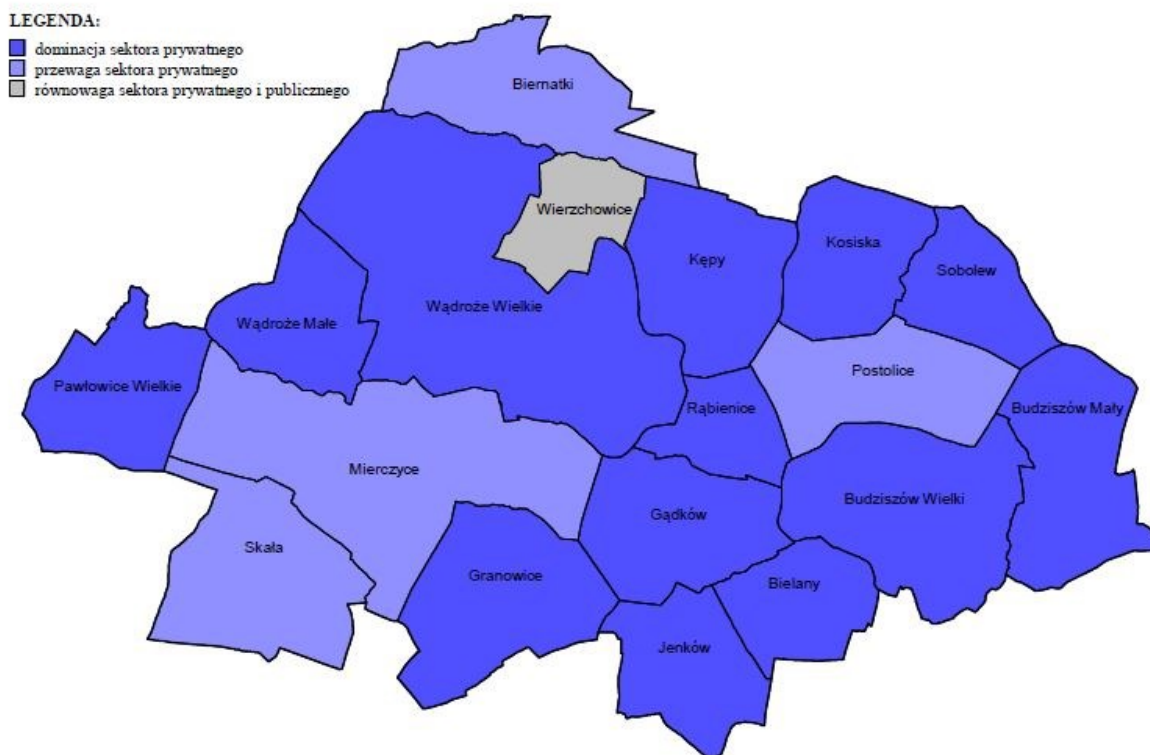 LEGENDA:
dominacja sektora prywatnego
przewaga sektora prywatnego
równowaga sektora prywatnego i publicznego
Biernatki
Wierzchowice
Kępy
Kosiska
Sobolew
Wądroże Wielkie
Wądroże Małe
Pawłowice Wielkie
Postolice
Rąbienice
Budziszów Mały
Mierczyce
Budziszów Wielki
Gądków
Skała
Granowice
Bielany
Jenków